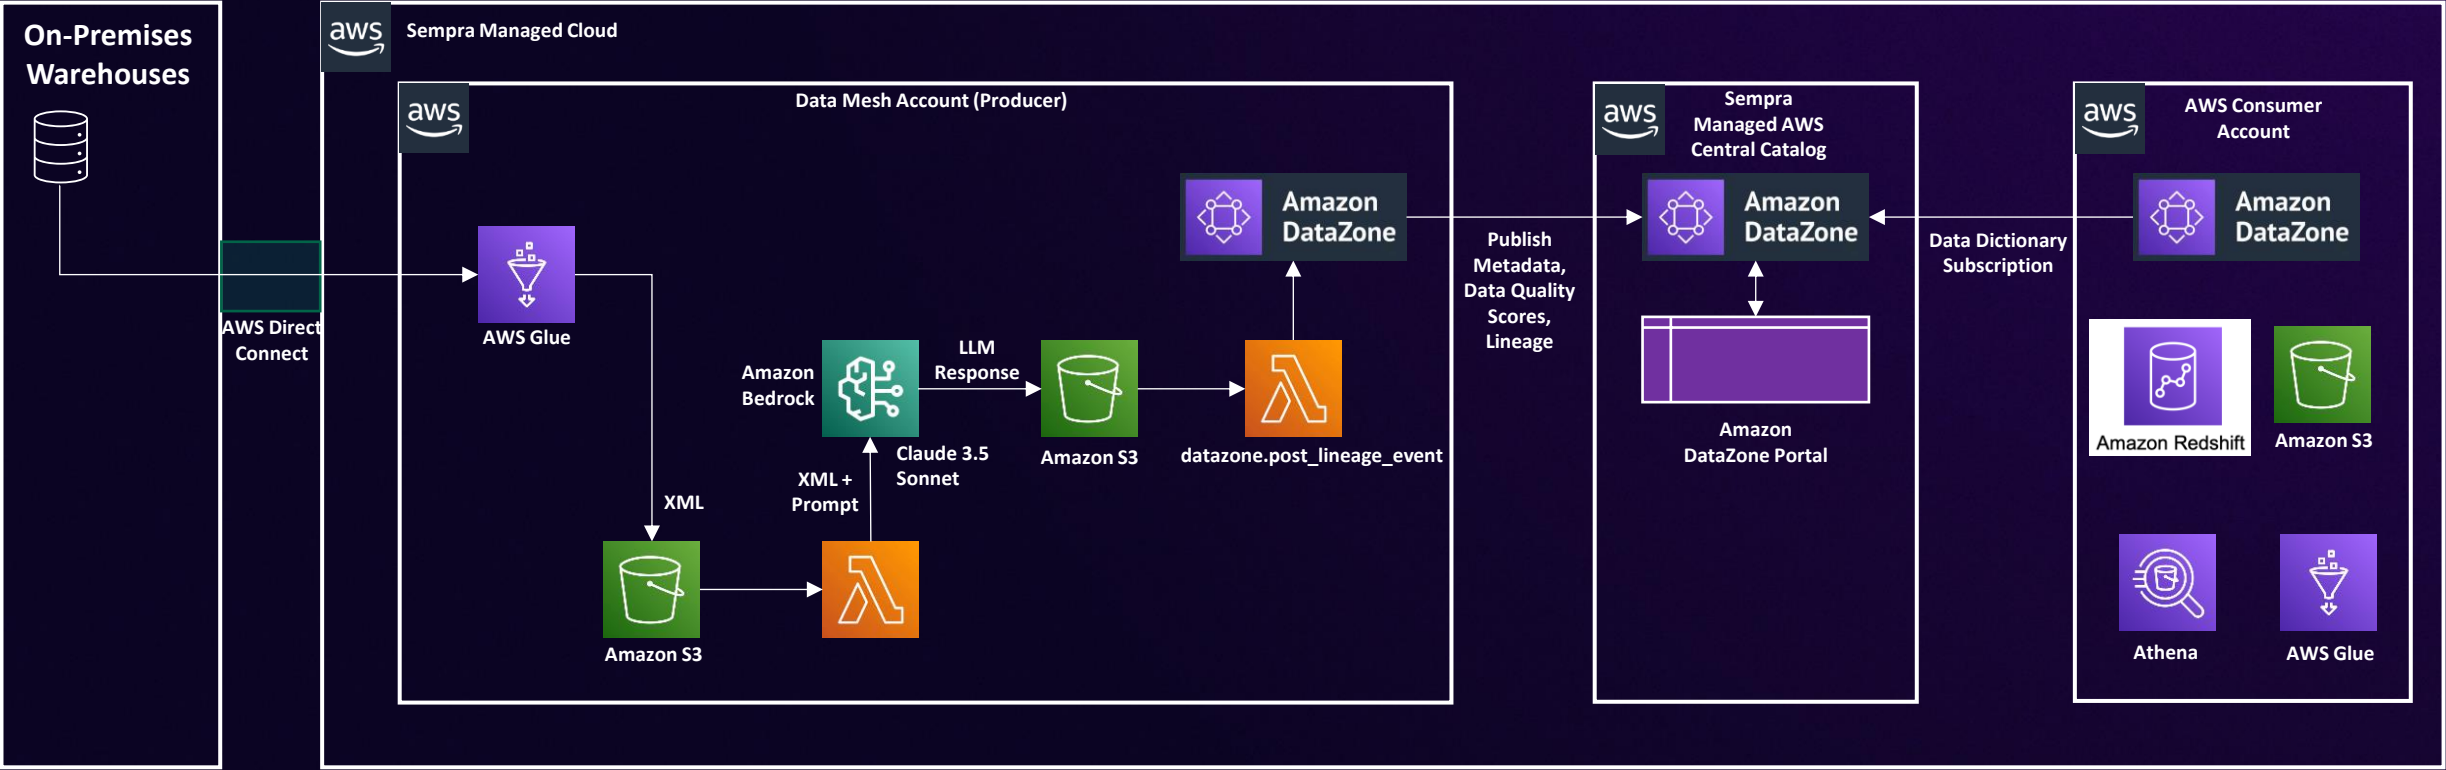 On-Premises
Warehouses
AWS Direct
Connect
aws
Sempra Managed Cloud
aws
Data Mesh Account (Producer)
AWS Glue
XML
Amazon S3
XML +
Prompt
Amazon
Bedrock
Claude 3.5
Sonnet
LLM
Response
Amazon S3
datazone.post_lineage_event
Amazon
DataZone
Publish
Metadata,
Data Quality
Scores,
Lineage
aws
Sempra
Managed AWS
Central Catalog
Amazon
DataZone
Amazon
DataZone Portal
Data Dictionary
Subscription
aws
AWS Consumer
Account
Amazon
DataZone
Amazon Redshift
Amazon S3
Athena
AWS Glue